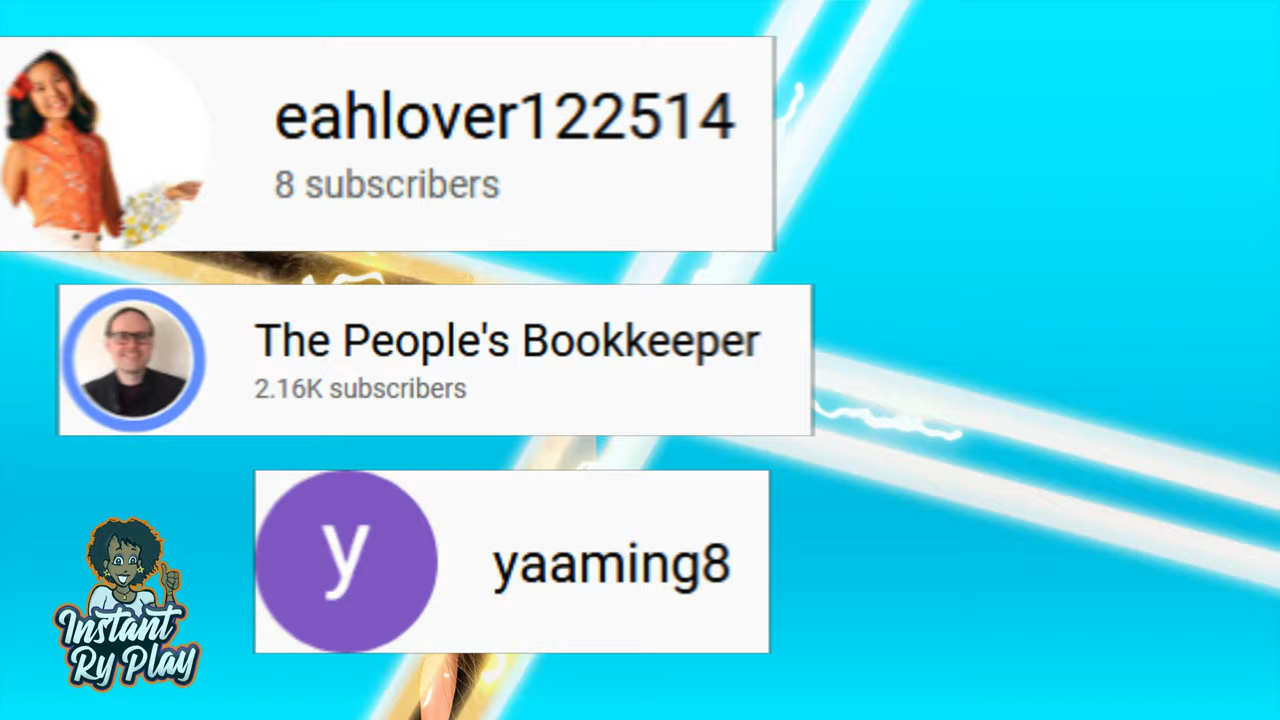 eahlover122514
8 subscribers
The People's Bookkeeper
2.16K subscribers
y
yaaming8
Instant
Ry Play